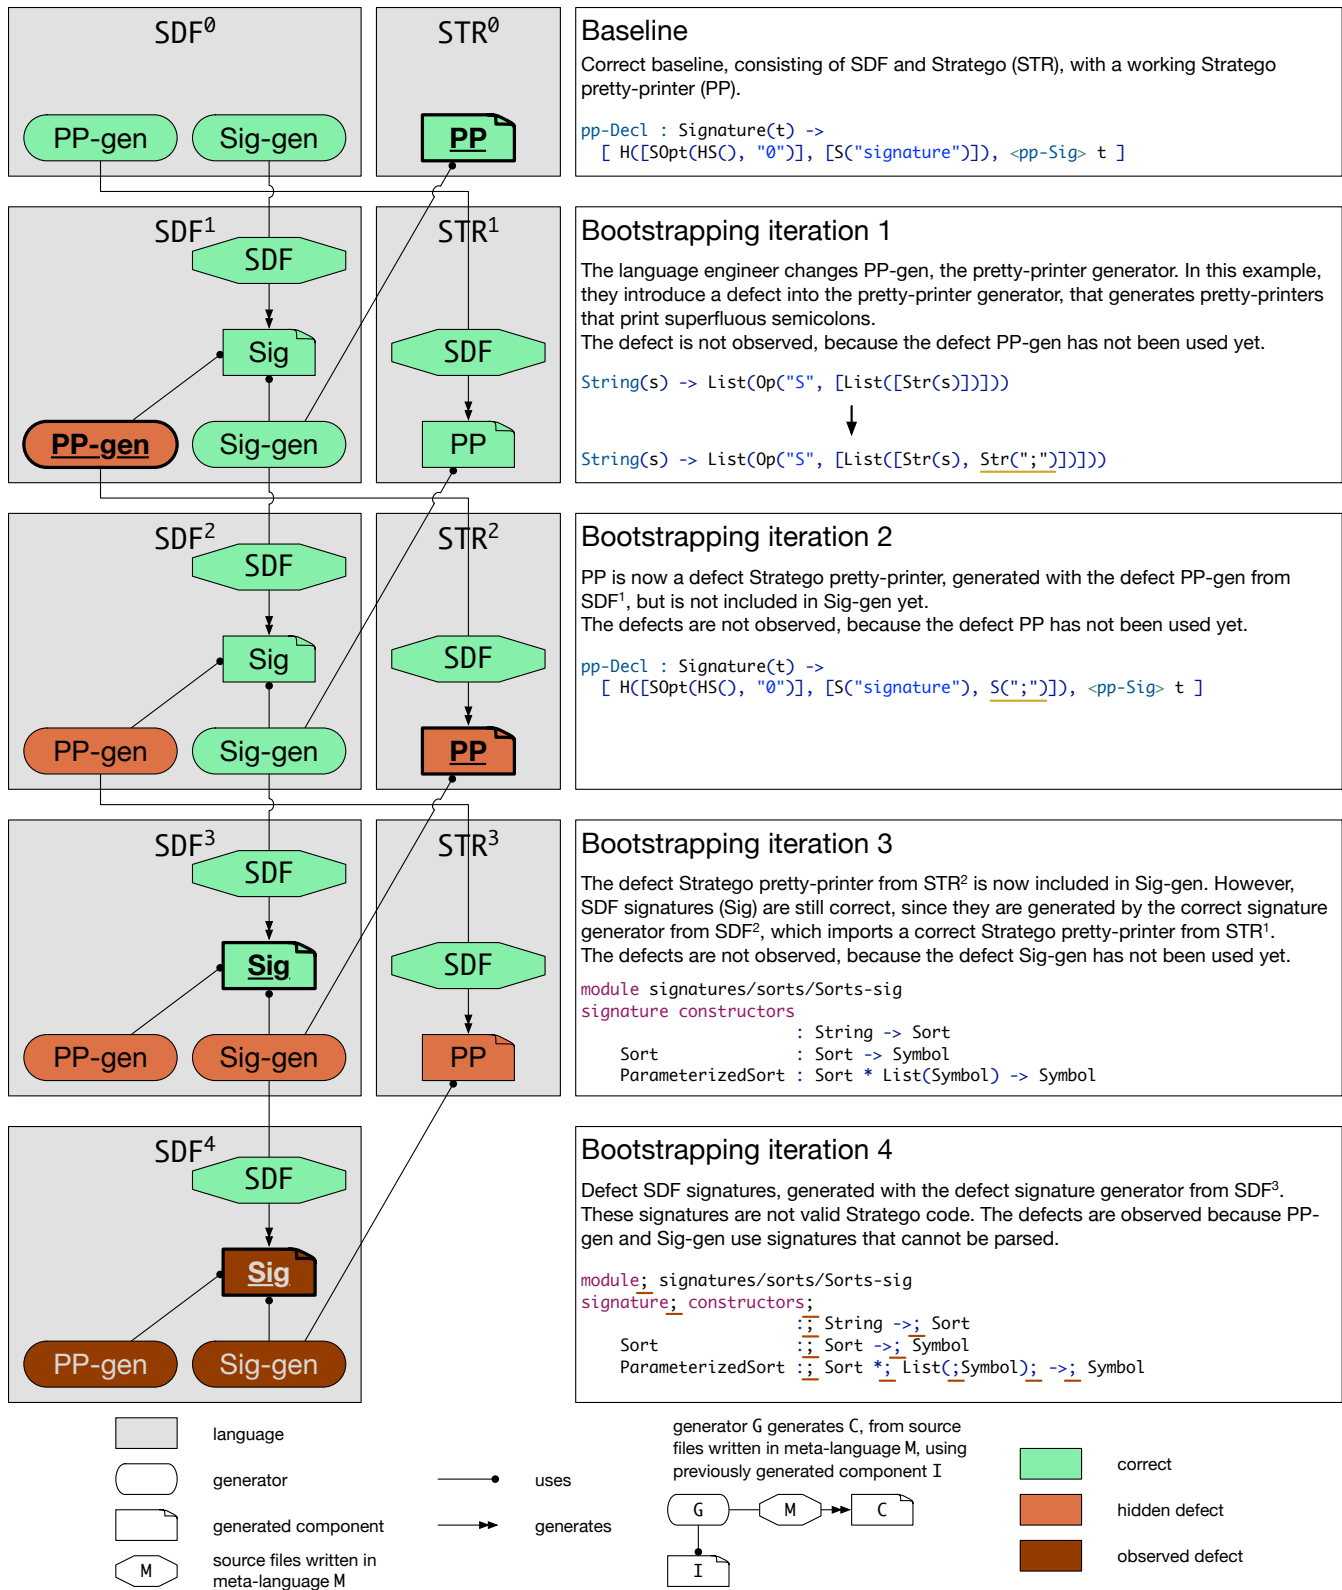 SDF⁰ STR⁰
PP-gen Sig-gen PP
Baseline
Correct baseline, consisting of SDF and Stratego (STR), with a working Stratego
pretty-printer (PP).
pp-Decl : Signature(t) ->
[ H([SOpt(HS(), "0")], [S("signature")]), <pp-Sig> t ]
SDF¹ STR¹
SDF
Sig SDF
PP-gen Sig-gen PP
Bootstrapping iteration 1
The language engineer changes PP-gen, the pretty-printer generator. In this example,
they introduce a defect into the pretty-printer generator, that generates pretty-printers
that print superfluous semicolons.
The defect is not observed, because the defect PP-gen has not been used yet.
String(s) -> List(Op("S", [List([Str(s)])]))
String(s) -> List(Op("S", [List([Str(s), Str(";")])]))
SDF² STR²
SDF
Sig SDF
PP-gen Sig-gen PP
Bootstrapping iteration 2
PP is now a defect Stratego pretty-printer, generated with the defect PP-gen from
SDF¹, but is not included in Sig-gen yet.
The defects are not observed, because the defect PP has not been used yet.
pp-Decl : Signature(t) ->
[ H([SOpt(HS(), "0")], [S("signature"), S(";")]), <pp-Sig> t ]
SDF³ STR³
SDF
Sig SDF
PP-gen Sig-gen PP
Bootstrapping iteration 3
The defect Stratego pretty-printer from STR² is now included in Sig-gen. However,
SDF signatures (Sig) are still correct, since they are generated by the correct signature
generator from SDF², which imports a correct Stratego pretty-printer from STR¹.
The defects are not observed, because the defect Sig-gen has not been used yet.
module signatures/sorts/Sorts-sig
signature constructors
: String -> Sort
Sort : Sort -> Symbol
ParameterizedSort : Sort * List(Symbol) -> Symbol
SDF⁴
SDF
Sig
PP-gen Sig-gen
Bootstrapping iteration 4
Defect SDF signatures, generated with the defect signature generator from SDF³.
These signatures are not valid Stratego code. The defects are observed because PP-
gen and Sig-gen use signatures that cannot be parsed.
module; signatures/sorts/Sorts-sig
signature; constructors;
:; String ->; Sort
Sort :; Sort ->; Symbol
ParameterizedSort :; Sort *; List(;Symbol); ->; Symbol
language
generator
generated component
M source files written in
meta-language M
uses
generates
generator G generates C, from source
files written in meta-language M, using
previously generated component I
G M C
I
correct
hidden defect
observed defect